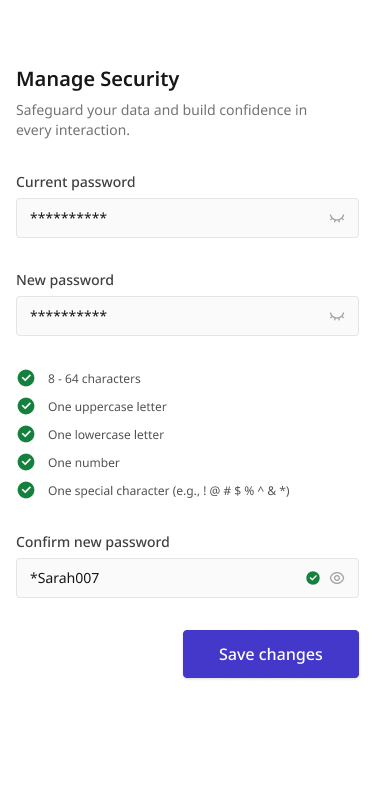 Manage Security
Safeguard your data and build confidence in
every interaction.
Current password
**********
New password
**********
8 - 64 characters
One uppercase letter
One lowercase letter
One number
One special character (e.g., ! @ # $ % ^ & *)
Confirm new password
*Sarah007
Save changes